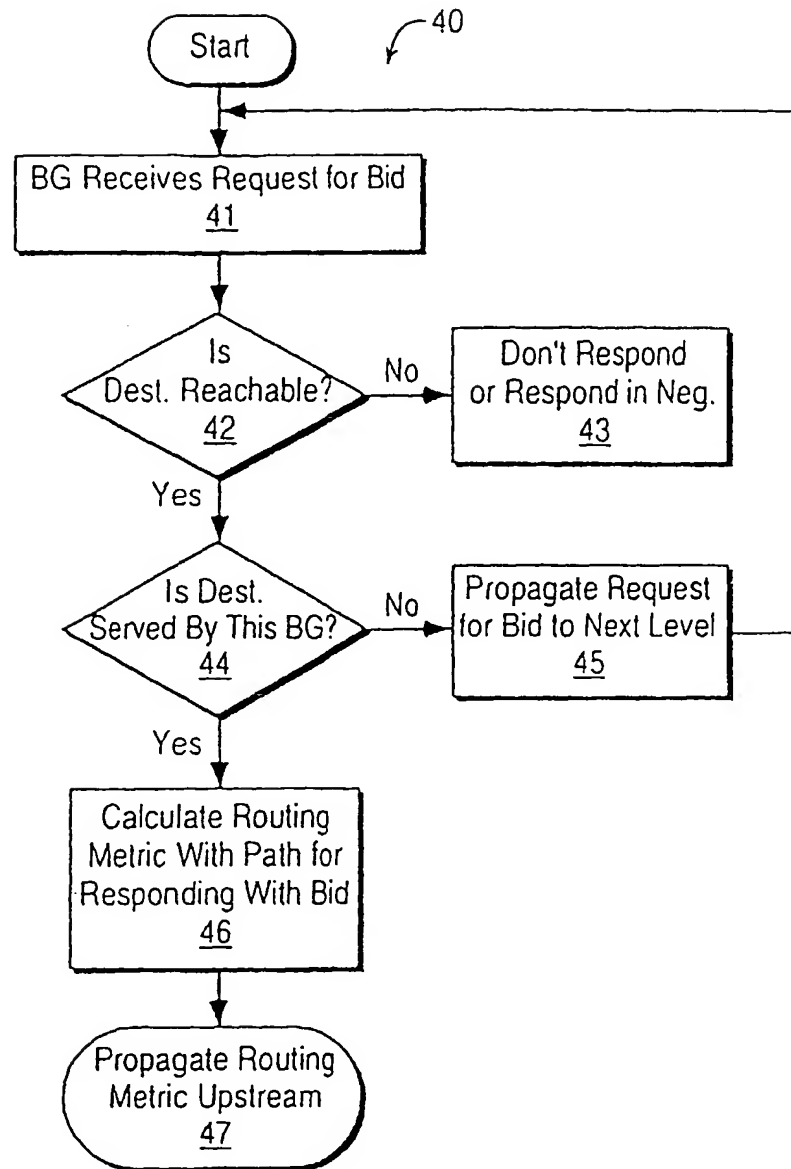 Start
40
BG Receives Request for Bid
41
Is
Dest. Reachable?
42
No
Don't Respond
or Respond in Neg.
43
Yes
Is Dest.
Served By This BG?
44
No
Propagate Request
for Bid to Next Level
45
Yes
Calculate Routing
Metric With Path for
Responding With Bid
46
Propagate Routing
Metric Upstream
47